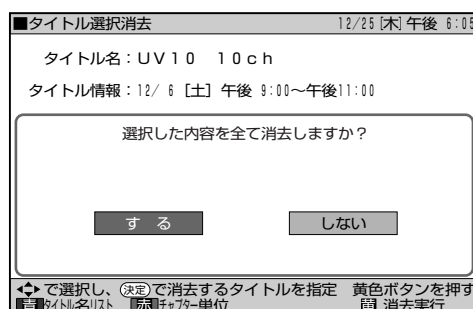 ■タイトル選択消去 12/25[木]午後 6:05
タイトル名：UV10 10ch
タイトル情報：12/ 6 [土] 午後 9:00～午後11:00
選択した内容を全て消去しますか？
する しない
で選択し、決定で消去するタイトルを指定 黄色ボタンを押す
青 タイトル名リスト 赤 チャプター単位 黄 消去実行